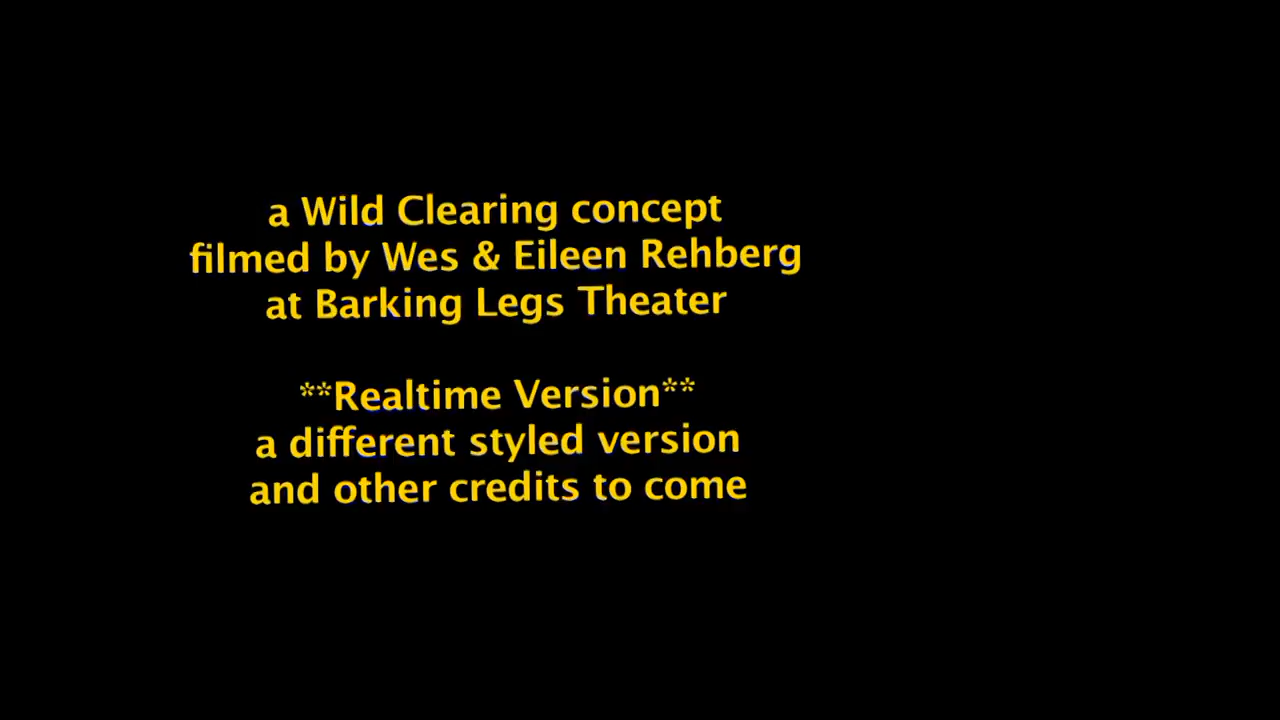 a Wild Clearing concept
filmed by Wes & Eileen Rehberg
at Barking Legs Theater
**Realtime Version**
a different styled version
and other credits to come